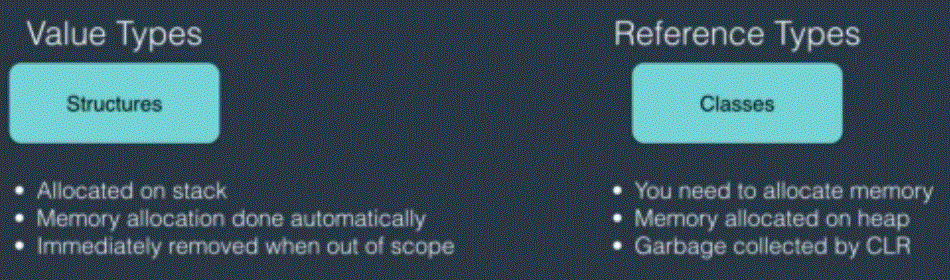 Value Types
Structures
• Allocated on stack
• Memory allocation done automatically
• Immediately removed when out of scope
Reference Types
Classes
• You need to allocate memory
• Memory allocated on heap
• Garbage collected by CLR